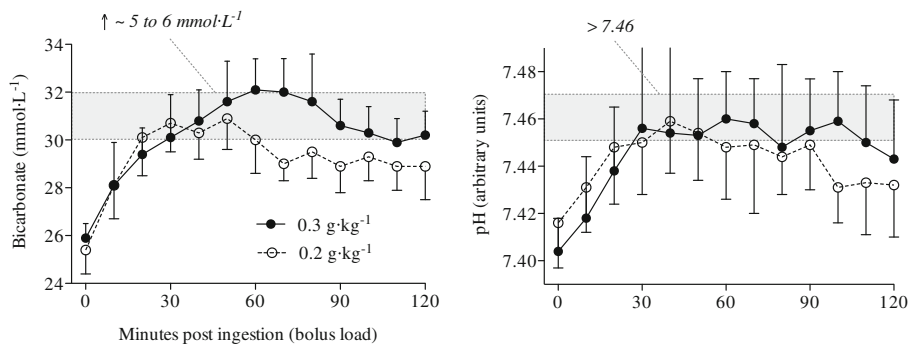 ↑ ~ 5 to 6 mmol·L⁻¹
34
32
30
28
26
24
Bicarbonate (mmol·L⁻¹)
0.3 g·kg⁻¹
0.2 g·kg⁻¹
0 30 60 90 120
Minutes post ingestion (bolus load)
> 7.46
7.48
7.46
7.44
7.42
7.40
pH (arbitrary units)
0 30 60 90 120